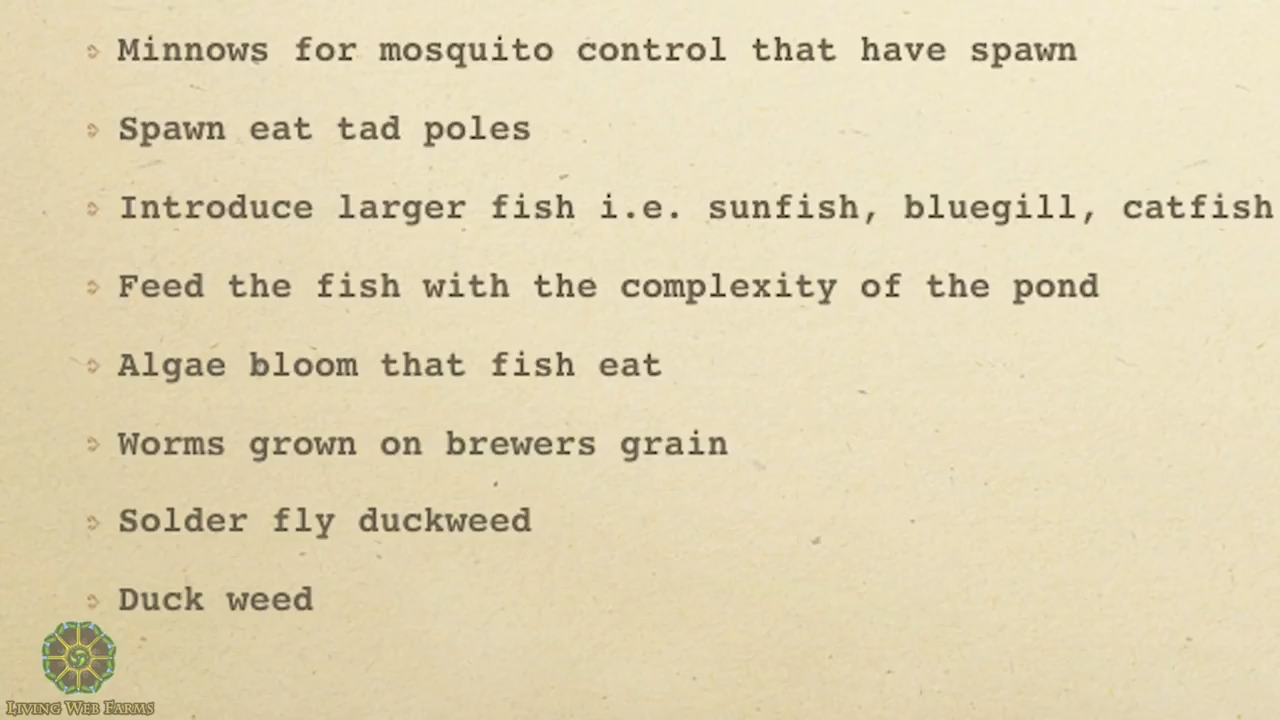 Minnows for mosquito control that have spawn
Spawn eat tad poles
Introduce larger fish i.e. sunfish, bluegill, catfish
Feed the fish with the complexity of the pond
Algae bloom that fish eat
Worms grown on brewers grain
Solder fly duckweed
Duck weed
LIVING WEB FARMS